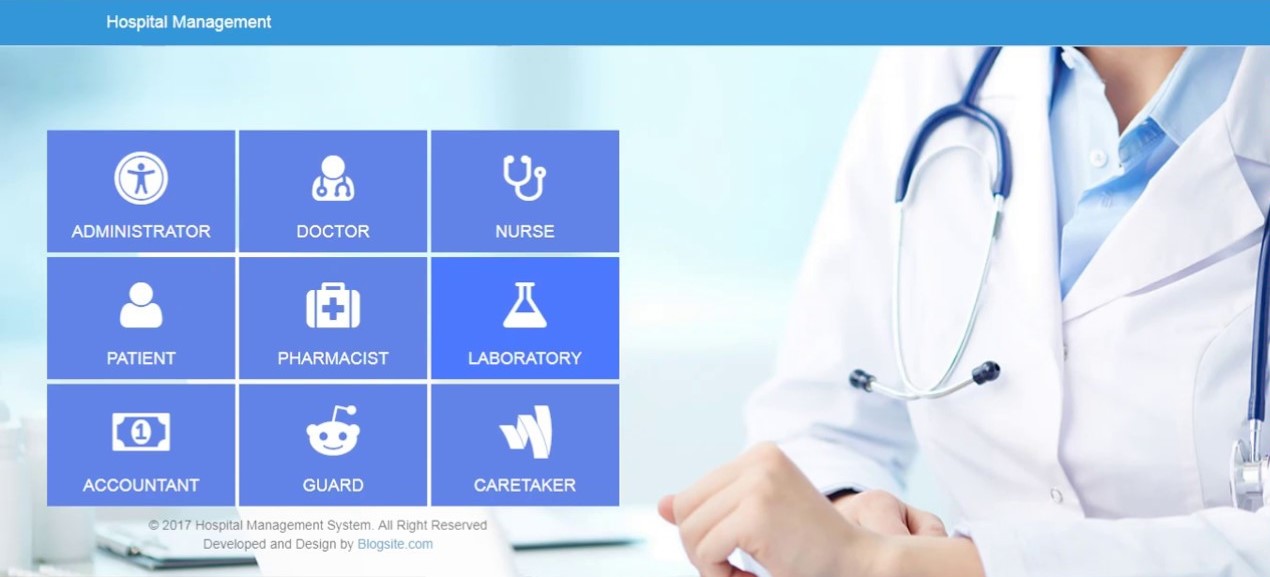 Hospital Management
ADMINISTRATOR
DOCTOR
NURSE
PATIENT
PHARMACIST
LABORATORY
1
ACCOUNTANT
GUARD
CARETAKER
© 2017 Hospital Management System. All Right Reserved
Developed and Design by Blogsite.com